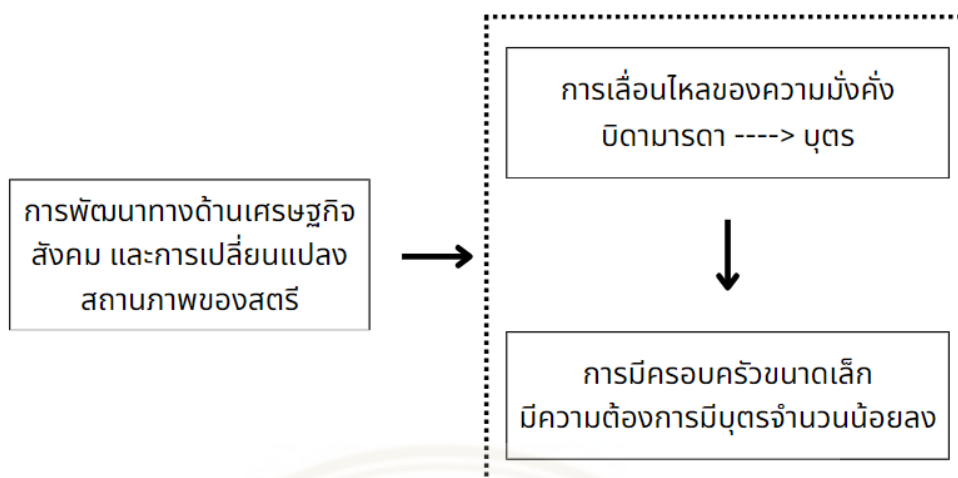 การเลื่อนไหลของความมั่งคั่ง
บิดามารดา ----> บุตร
การพัฒนาทางด้านเศรษฐกิจ
สังคม และการเปลี่ยนแปลง
สถานภาพของสตรี
การมีครอบครัวขนาดเล็ก
มีความต้องการมีบุตรจำนวนน้อยลง